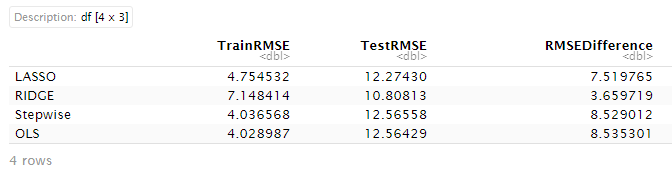 Description: df [4 x 3]
TrainRMSE TestRMSE RMSEDifference
<dbl> <dbl> <dbl>
LASSO 4.754532 12.27430 7.519765
RIDGE 7.148414 10.80813 3.659719
Stepwise 4.036568 12.56558 8.529012
OLS 4.028987 12.56429 8.535301
4 rows